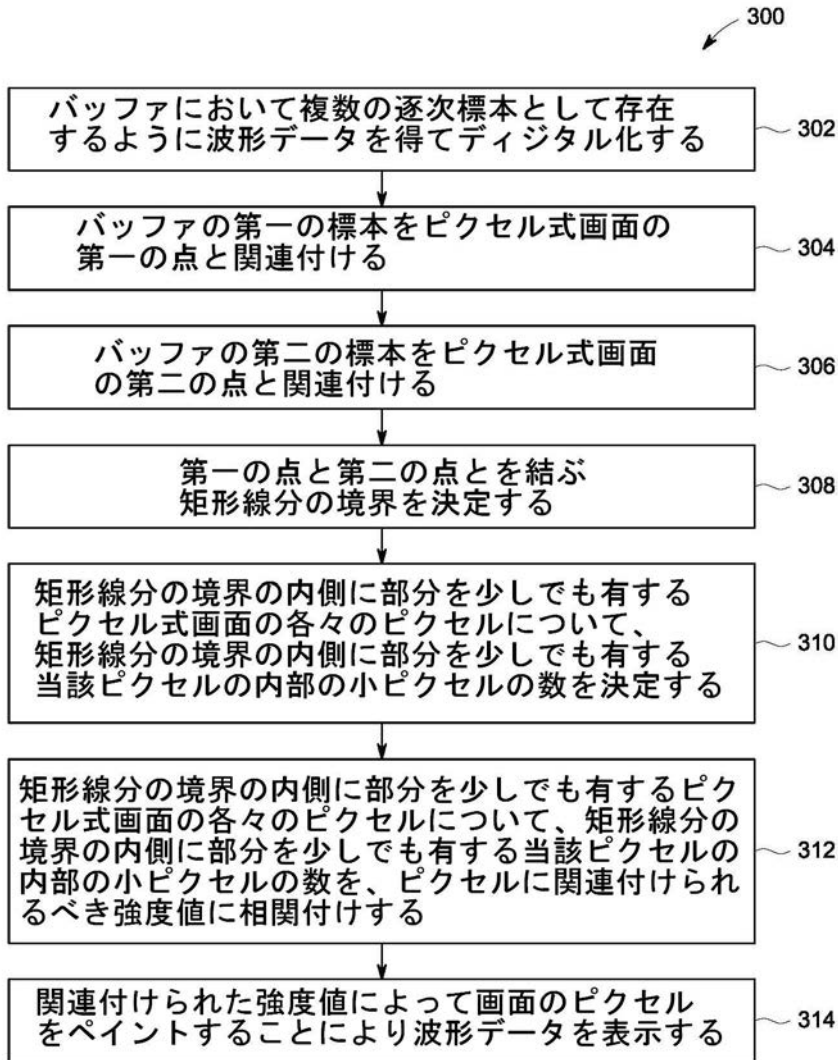 300
バッファにおいて複数の逐次標本として存在
するように波形データを得てディジタル化する
302
バッファの第一の標本をピクセル式画面の
第一の点と関連付ける
304
バッファの第二の標本をピクセル式画面
の第二の点と関連付ける
306
第一の点と第二の点とを結ぶ
矩形線分の境界を決定する
308
矩形線分の境界の内側に部分を少しでも有する
ピクセル式画面の各々のピクセルについて、
矩形線分の境界の内側に部分を少しでも有する
当該ピクセルの内部の小ピクセルの数を決定する
310
矩形線分の境界の内側に部分を少しでも有するピク
セル式画面の各々のピクセルについて、矩形線分の
境界の内側に部分を少しでも有する当該ピクセルの
内部の小ピクセルの数を、ピクセルに関連付けられ
るべき強度値に相関付けする
312
関連付けられた強度値によって画面のピクセル
をペイントすることにより波形データを表示する
314